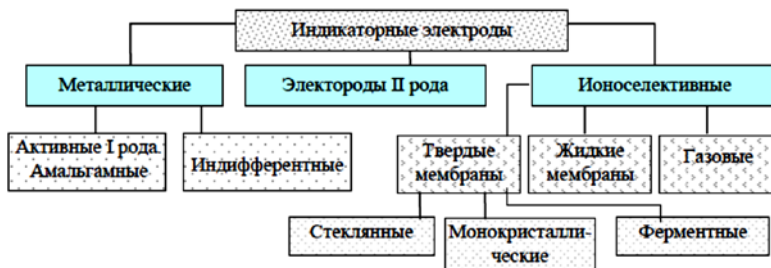 Индикаторные электроды
Металлические
Электороды II рода
Ионоселективные
Активные I рода.
Амальгамные
Индифферентные
Твердые
мембраны
Жидкие
мембраны
Газовые
Стеклянные
Монокристалли-
ческие
Ферментные